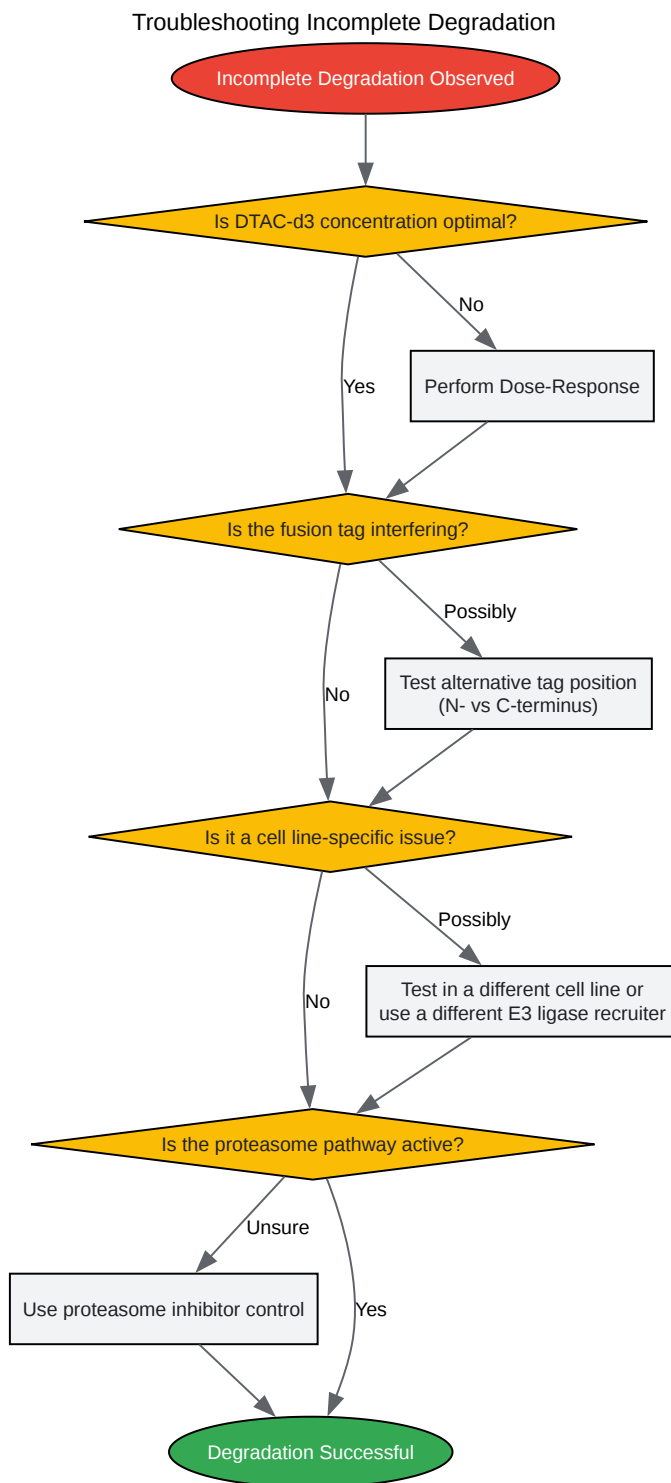 Troubleshooting Incomplete Degradation
Incomplete Degradation Observed
Is DTAC-d3 concentration optimal?
No
Perform Dose-Response
Yes
Is the fusion tag interfering?
Possibly
Test alternative tag position
(N- vs C-terminus)
No
Is it a cell line-specific issue?
Possibly
Test in a different cell line or
use a different E3 ligase recruiter
No
Is the proteasome pathway active?
Unsure
Use proteasome inhibitor control
Yes
Degradation Successful